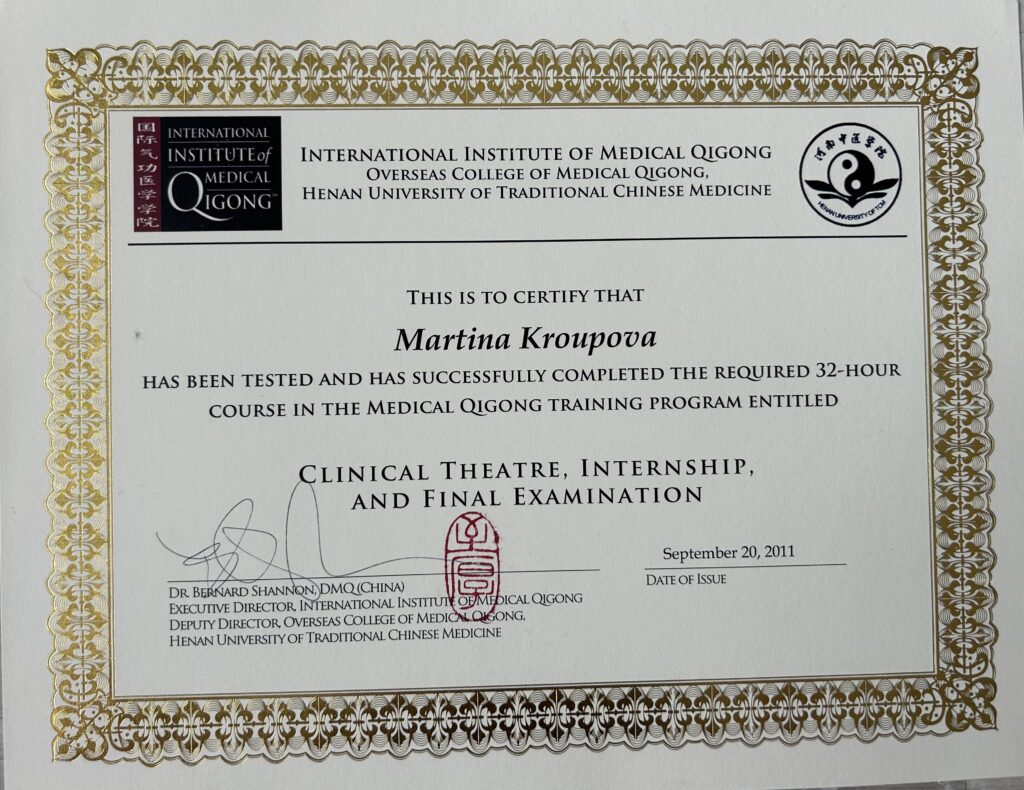 国际气功医学学院
INTERNATIONAL
INSTITUTE of
MEDICAL
QIGONG™
INTERNATIONAL INSTITUTE OF MEDICAL QIGONG
OVERSEAS COLLEGE OF MEDICAL QIGONG,
HENAN UNIVERSITY OF TRADITIONAL CHINESE MEDICINE
河南中医学院
HENAN UNIVERSITY OF TCM
THIS IS TO CERTIFY THAT
Martina Kroupova
HAS BEEN TESTED AND HAS SUCCESSFULLY COMPLETED THE REQUIRED 32-HOUR
COURSE IN THE MEDICAL QIGONG TRAINING PROGRAM ENTITLED
CLINICAL THEATRE, INTERNSHIP,
AND FINAL EXAMINATION
September 20, 2011
DATE OF ISSUE
DR. BERNARD SHANNON, DMQ (CHINA)
EXECUTIVE DIRECTOR, INTERNATIONAL INSTITUTE OF MEDICAL QIGONG
DEPUTY DIRECTOR, OVERSEAS COLLEGE OF MEDICAL QIGONG,
HENAN UNIVERSITY OF TRADITIONAL CHINESE MEDICINE